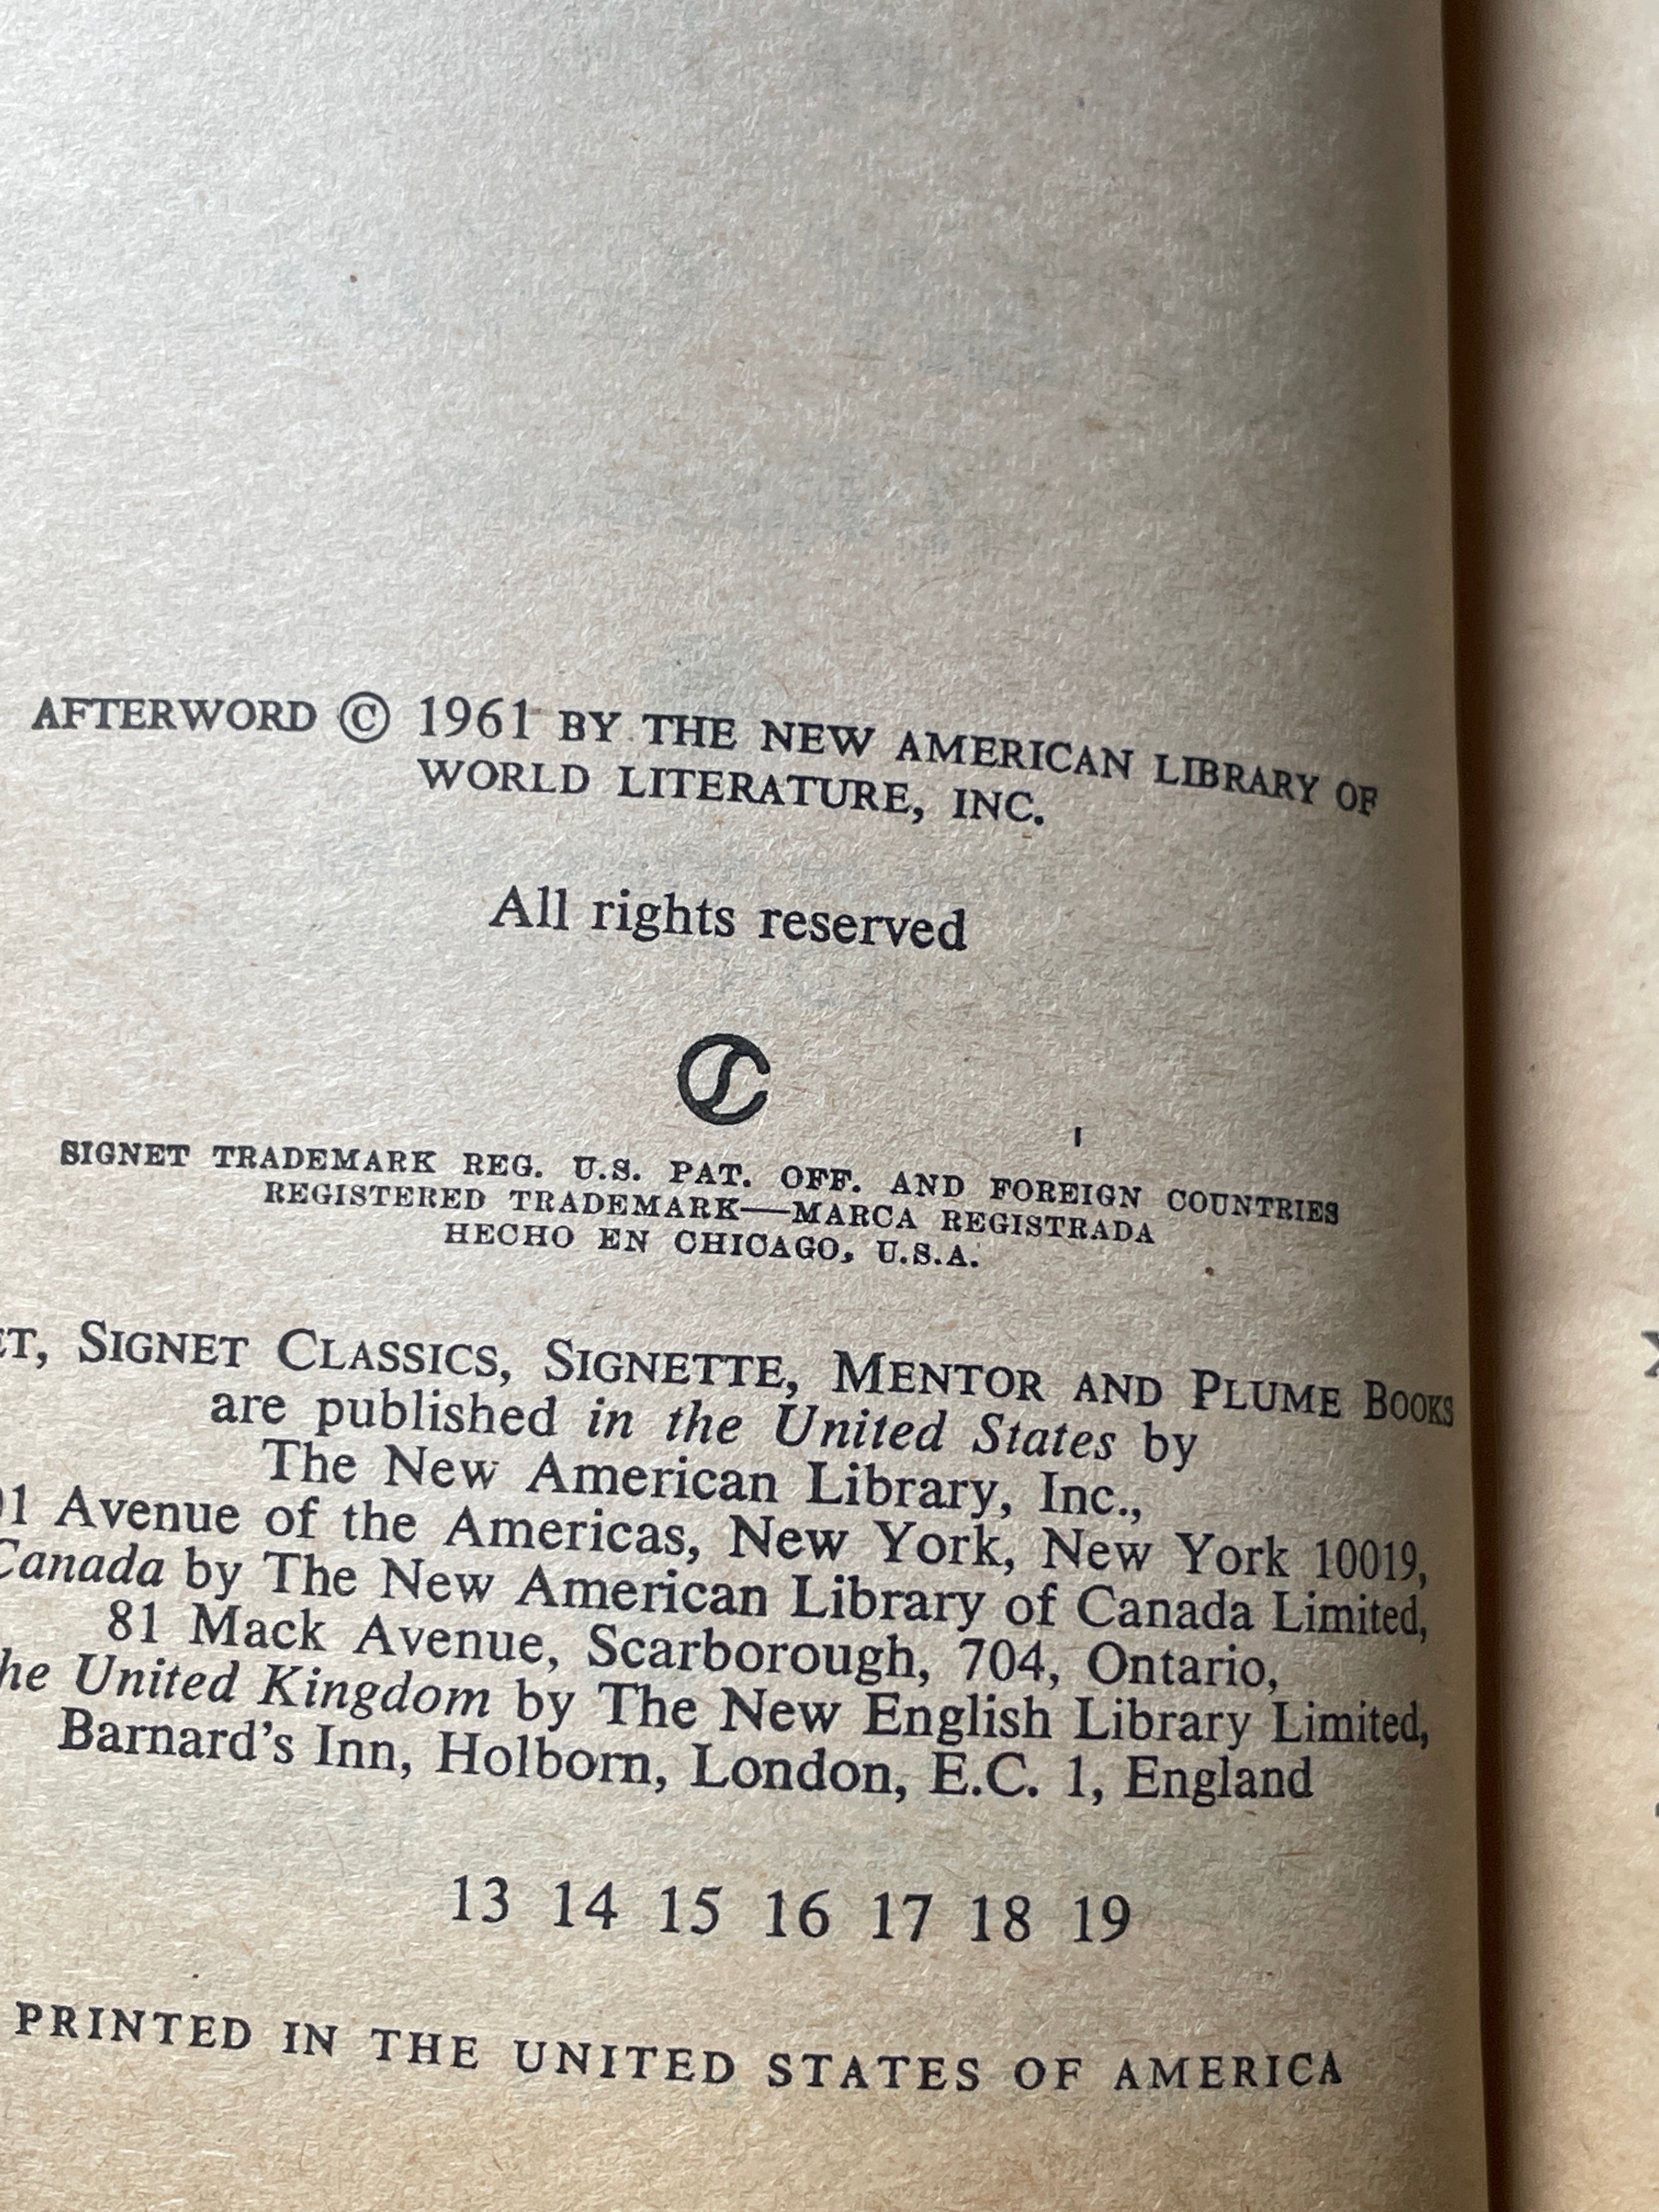 AFTERWORD © 1961 BY THE NEW AMERICAN LIBRARY OF
WORLD LITERATURE, INC.
All rights reserved
SIGNET TRADEMARK REG. U.S. PAT. OFF. AND FOREIGN COUNTRIES
REGISTERED TRADEMARK—MARCA REGISTRADA
HECHO EN CHICAGO, U.S.A.
ET, SIGNET CLASSICS, SIGNETTE, MENTOR AND PLUME BOOKS
are published in the United States by
The New American Library, Inc.,
1 Avenue of the Americas, New York, New York 10019,
Canada by The New American Library of Canada Limited,
81 Mack Avenue, Scarborough, 704, Ontario,
he United Kingdom by The New English Library Limited,
Barnard's Inn, Holborn, London, E.C. 1, England
13 14 15 16 17 18 19
PRINTED IN THE UNITED STATES OF AMERICA